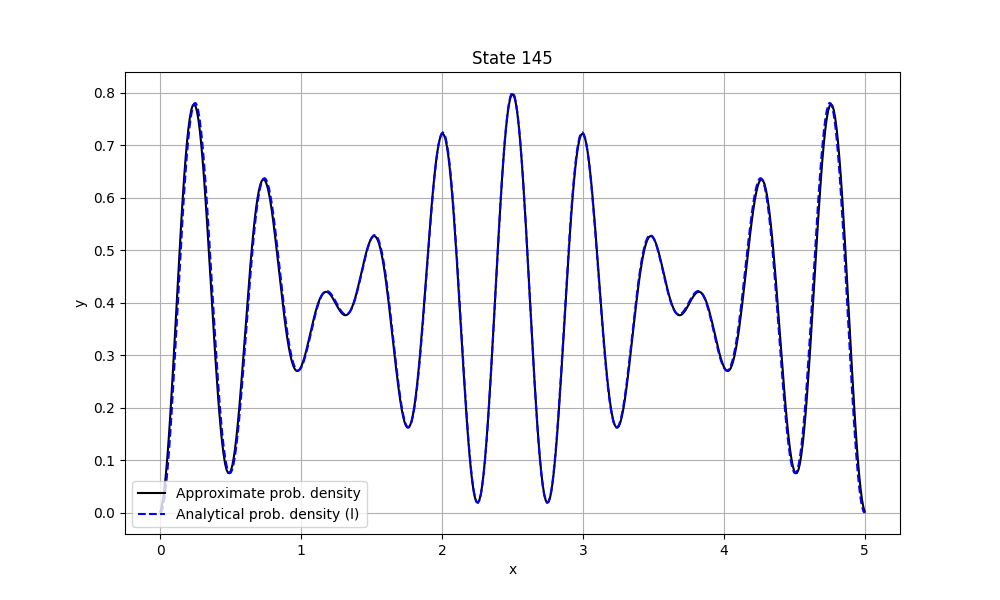 State 145
y
0.8
0.7
0.6
0.5
0.4
0.3
0.2
0.1
0.0
Approximate prob. density
Analytical prob. density (l)
0 1 2 3 4 5
x